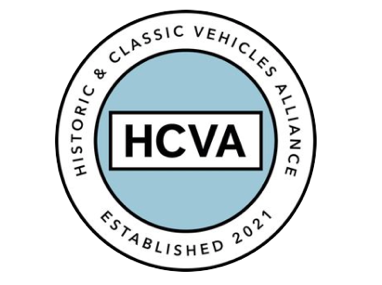 HISTORIC & CLASSIC VEHICLES ALLIANCE
HCVA
ESTABLISHED 2021